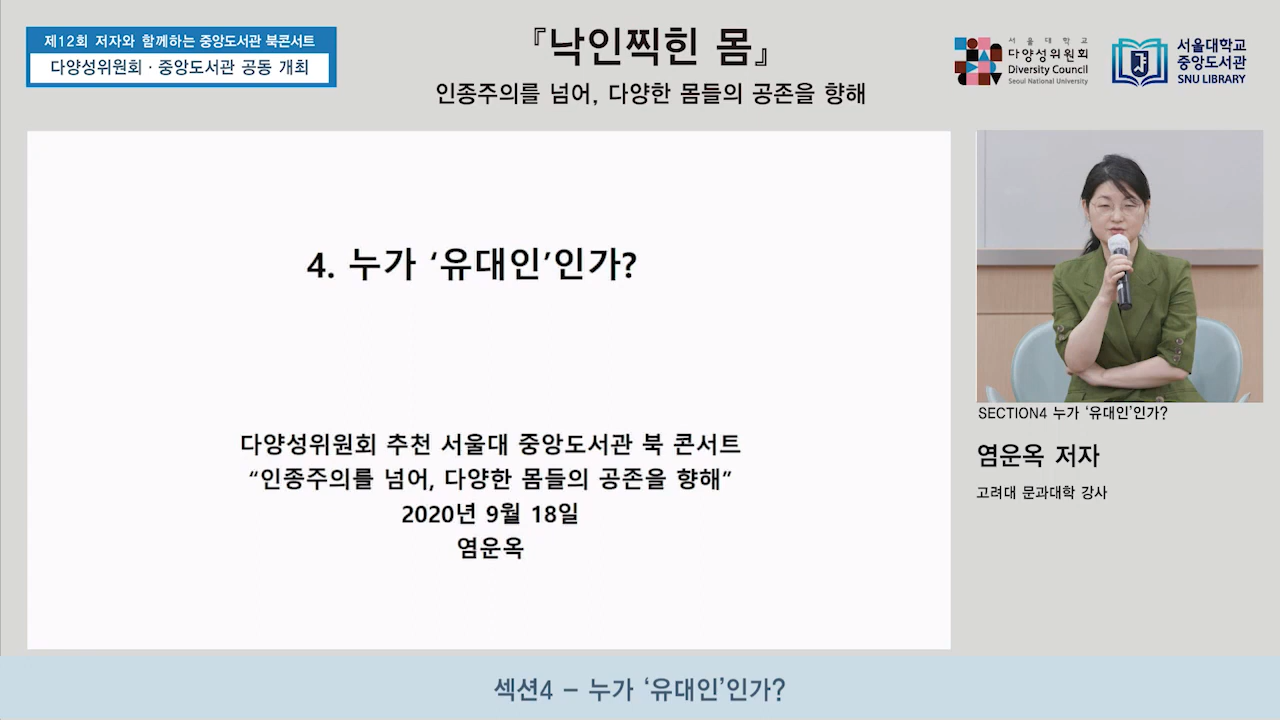 제12회 저자와 함께하는 중앙도서관 북콘서트
다양성위원회 · 중앙도서관 공동 개최
『낙인찍힌 몸』
인종주의를 넘어, 다양한 몸들의 공존을 향해
서울대학교
다양성위원회
Diversity Council
Seoul National University
서울대학교
중앙도서관
SNU LIBRARY
4. 누가 ‘유대인’인가?
다양성위원회 추천 서울대 중앙도서관 북 콘서트
“인종주의를 넘어, 다양한 몸들의 공존을 향해”
2020년 9월 18일
염운옥
SECTION4 누가 ‘유대인’인가?
염운옥 저자
고려대 문과대학 강사
섹션4 – 누가 ‘유대인’인가?